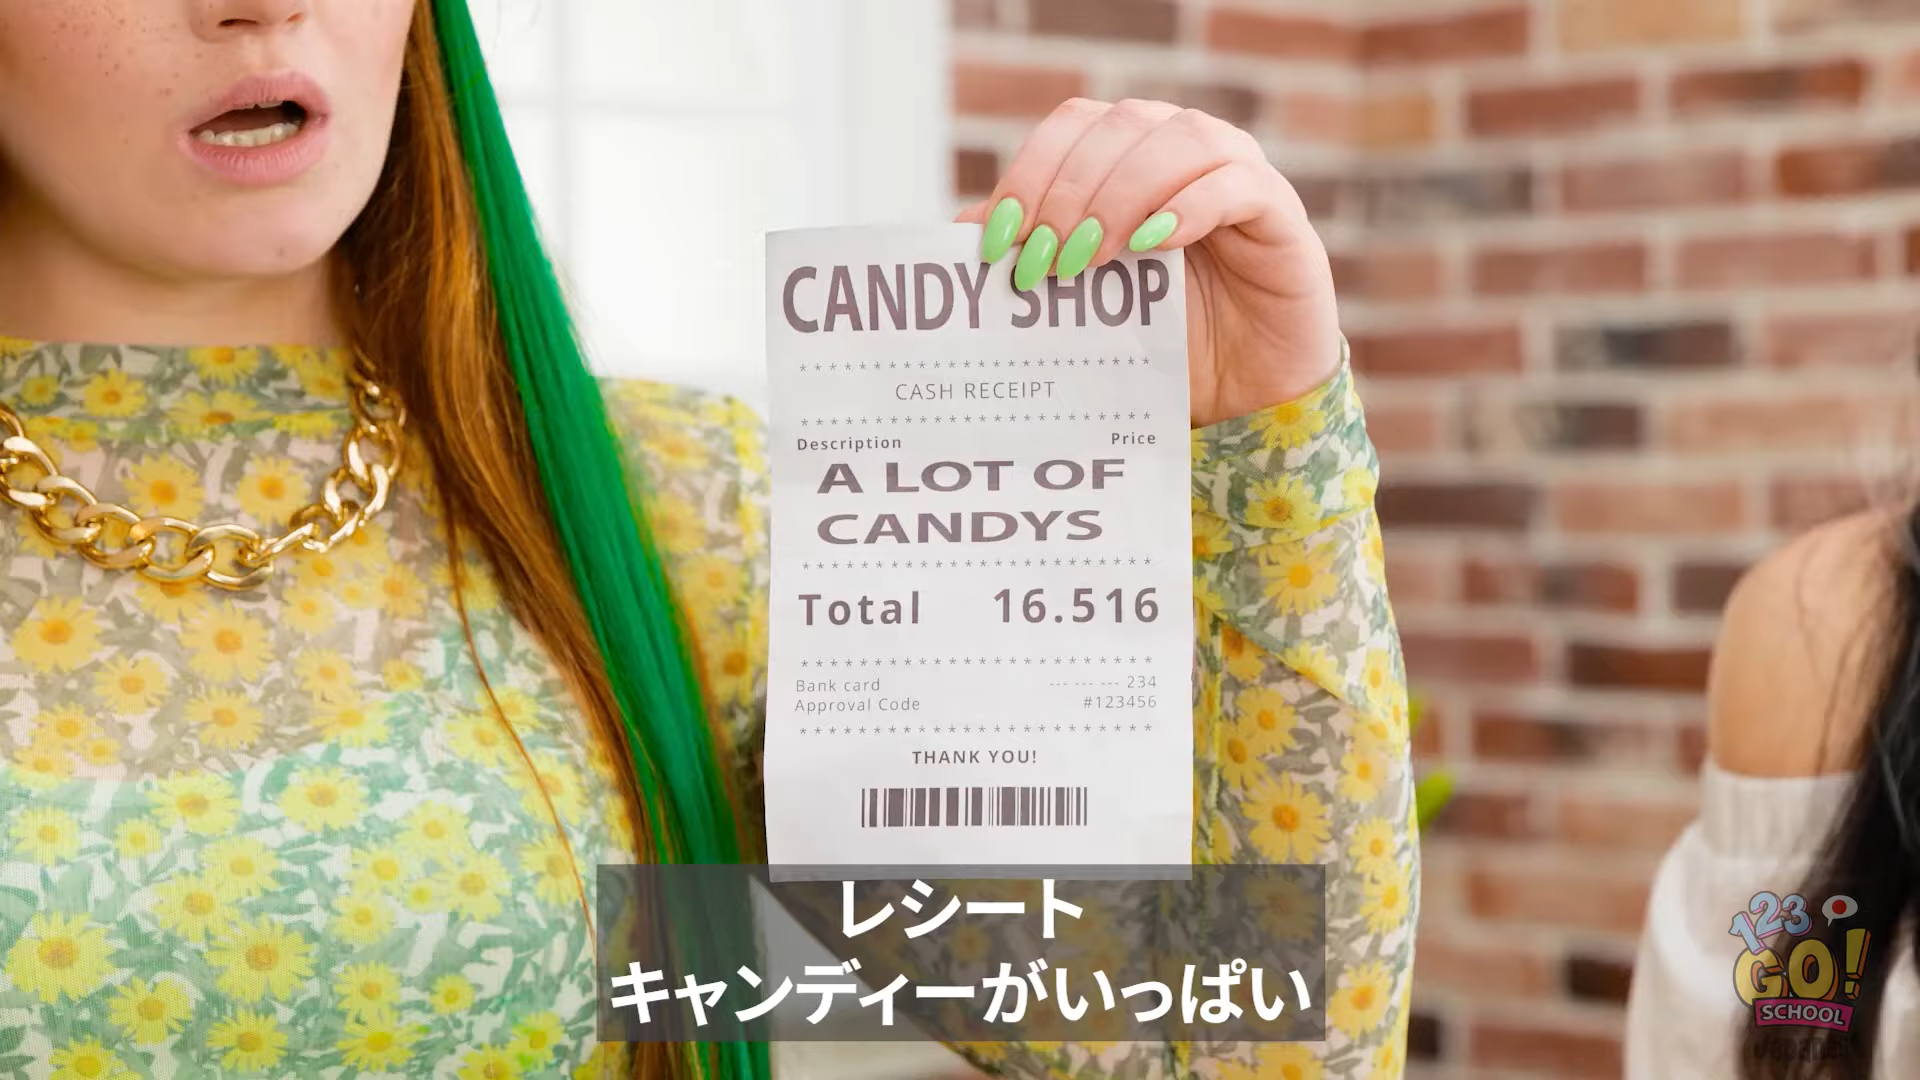 CANDY SHOP
* * * * * * * * * * * * * * * * * * * * * * *
CASH RECEIPT
* * * * * * * * * * * * * * * * * * * * * * *
Description Price
A LOT OF
CANDYS
* * * * * * * * * * * * * * * * * * * * * * *
Total 16.516
* * * * * * * * * * * * * * * * * * * * * * *
Bank card --- --- --- 234
Approval Code #123456
* * * * * * * * * * * * * * * * * * * * * * *
THANK YOU!
レシート
キャンディーがいっぱい
123
GO!
SCHOOL